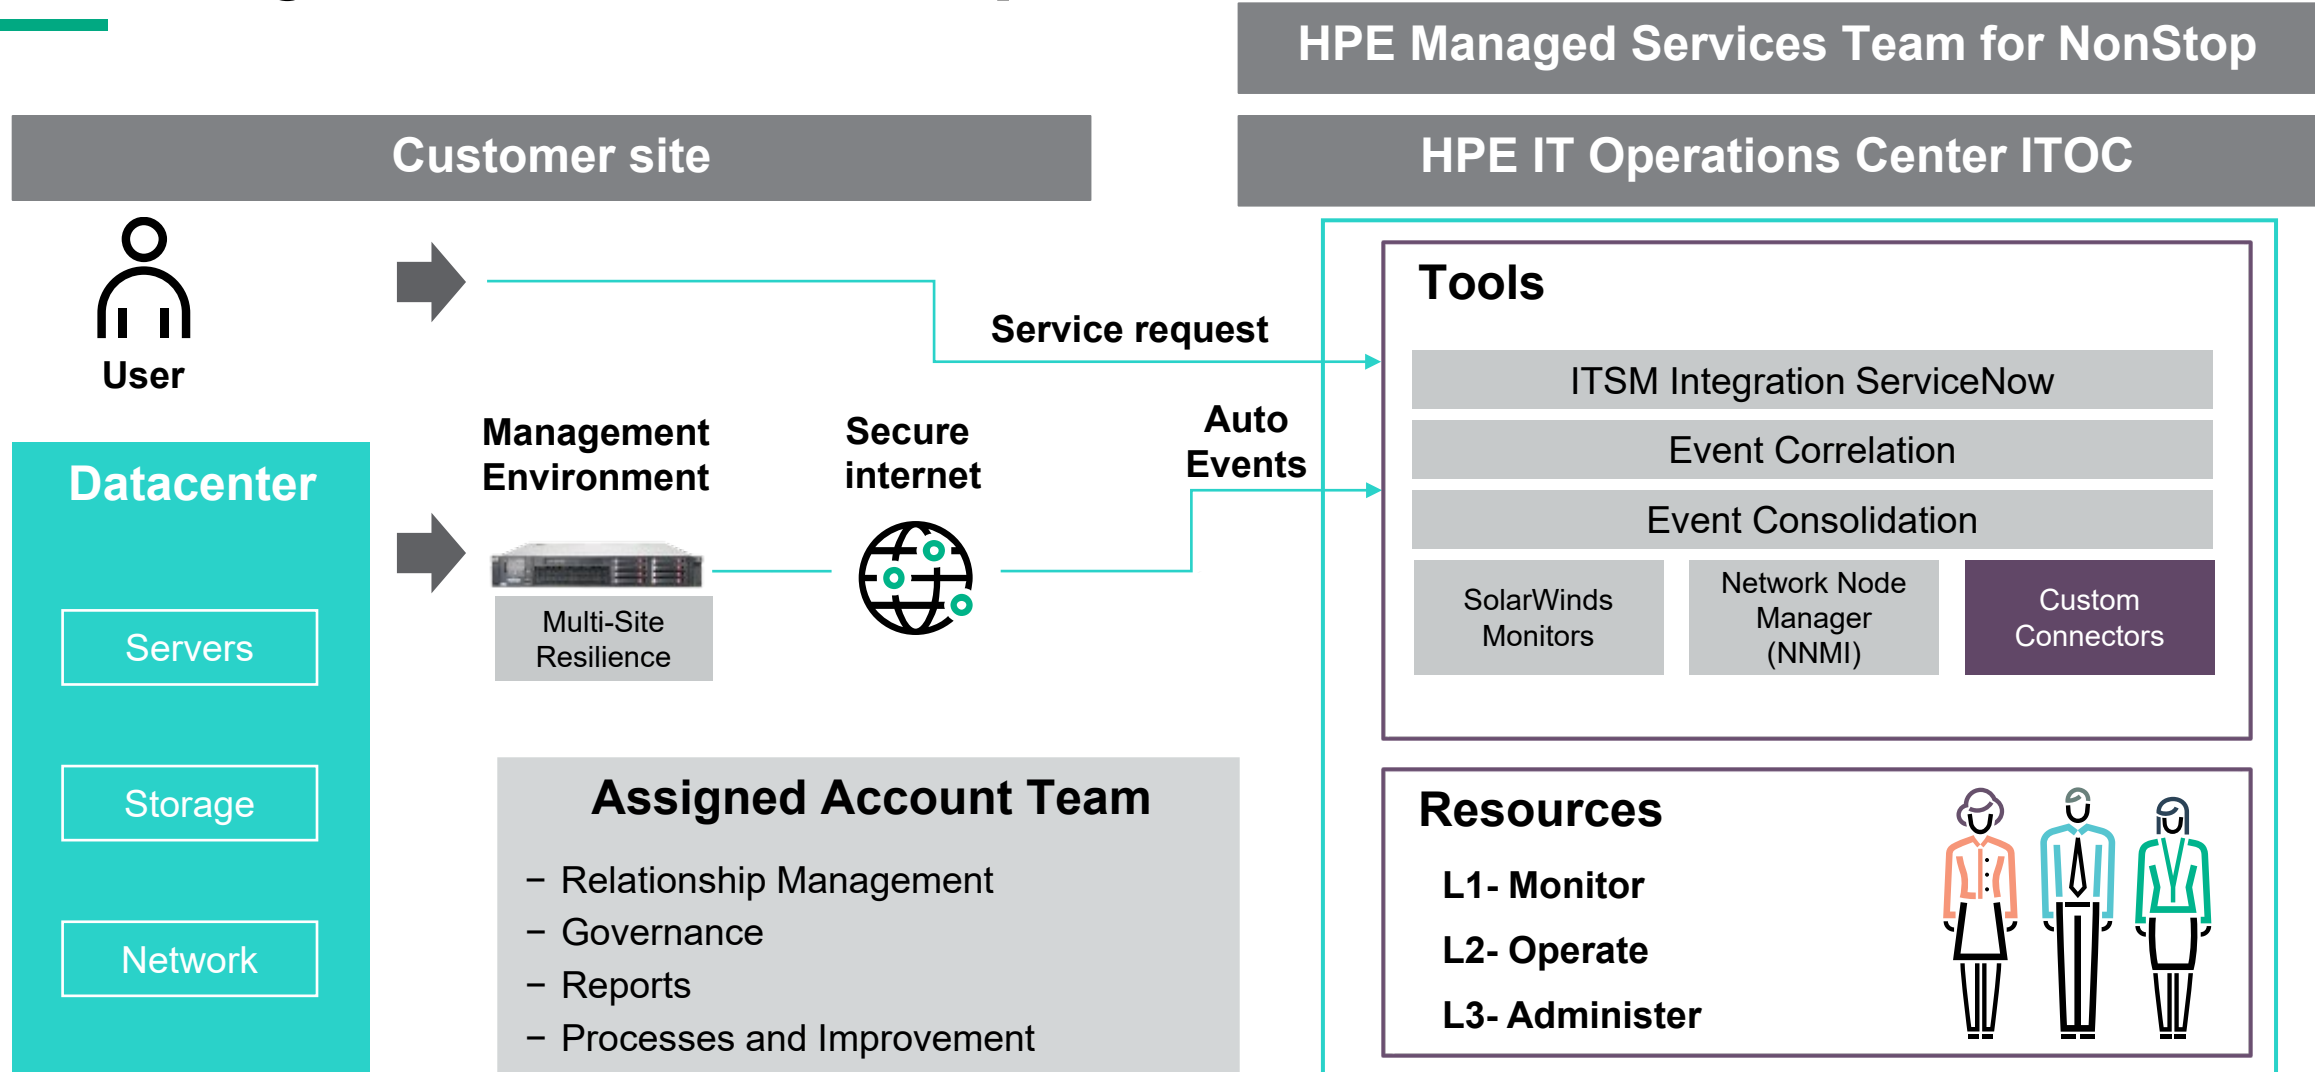 HPE Managed Services Team for NonStop
Customer site
HPE IT Operations Center ITOC
User
Service request
Datacenter
Servers
Storage
Network
Management
Environment
Multi-Site
Resilience
Secure
internet
Auto
Events
Assigned Account Team
– Relationship Management
– Governance
– Reports
– Processes and Improvement
Tools
ITSM Integration ServiceNow
Event Correlation
Event Consolidation
SolarWinds
Monitors
Network Node
Manager
(NNMI)
Custom
Connectors
Resources
L1- Monitor
L2- Operate
L3- Administer